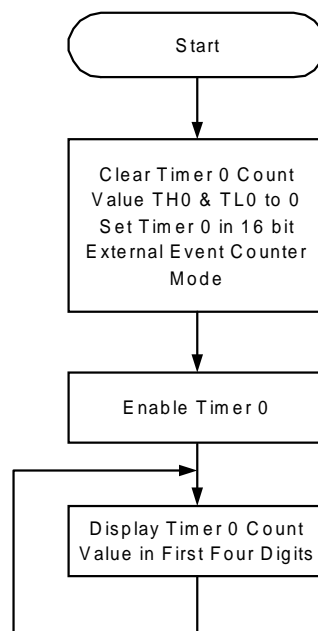 Start
Clear Timer 0 Count
Value TH0 & TL0 to 0
Set Timer 0 in 16 bit
External Event Counter
Mode
Enable Timer 0
Display Timer 0 Count
Value in First Four Digits